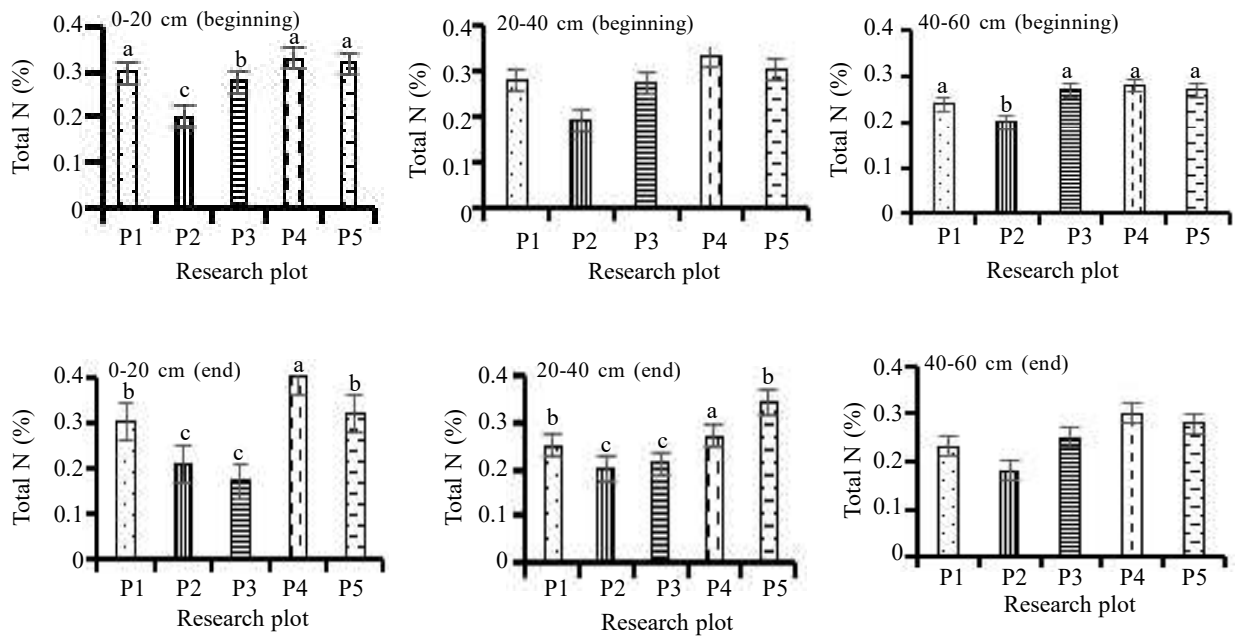 0-20 cm (beginning)
0.4
0.3
0.2
0.1
0
Total N (%)
a
c
b
a
a
P1 P2 P3 P4 P5
Research plot
20-40 cm (beginning)
0.4
0.3
0.2
0.1
0
Total N (%)
P1 P2 P3 P4 P5
Research plot
40-60 cm (beginning)
0.4
0.3
0.2
0.1
0
Total N (%)
a
b
a
a
a
P1 P2 P3 P4 P5
Research plot
0-20 cm (end)
0.4
0.3
0.2
0.1
0
Total N (%)
b
c
c
a
b
P1 P2 P3 P4 P5
Research plot
20-40 cm (end)
0.4
0.3
0.2
0.1
0
Total N (%)
b
c
c
a
b
P1 P2 P3 P4 P5
Research plot
40-60 cm (end)
0.4
0.3
0.2
0.1
0
Total N (%)
P1 P2 P3 P4 P5
Research plot